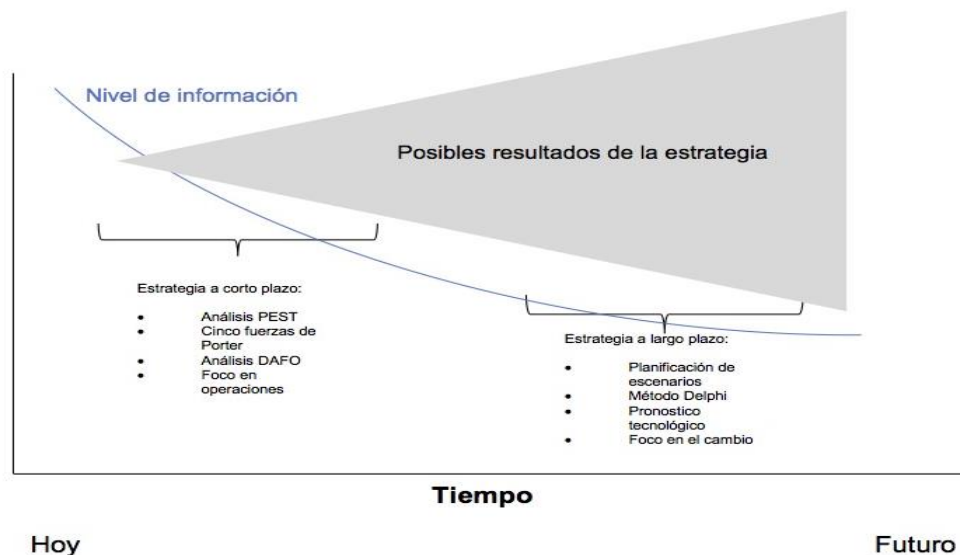 Nivel de información
Posibles resultados de la estrategia
Estrategia a corto plazo:
• Análisis PEST
• Cinco fuerzas de
Porter
• Análisis DAFO
• Foco en
operaciones
Estrategia a largo plazo:
• Planificación de
escenarios
• Método Delphi
• Pronostico
tecnológico
• Foco en el cambio
Tiempo
Hoy
Futuro